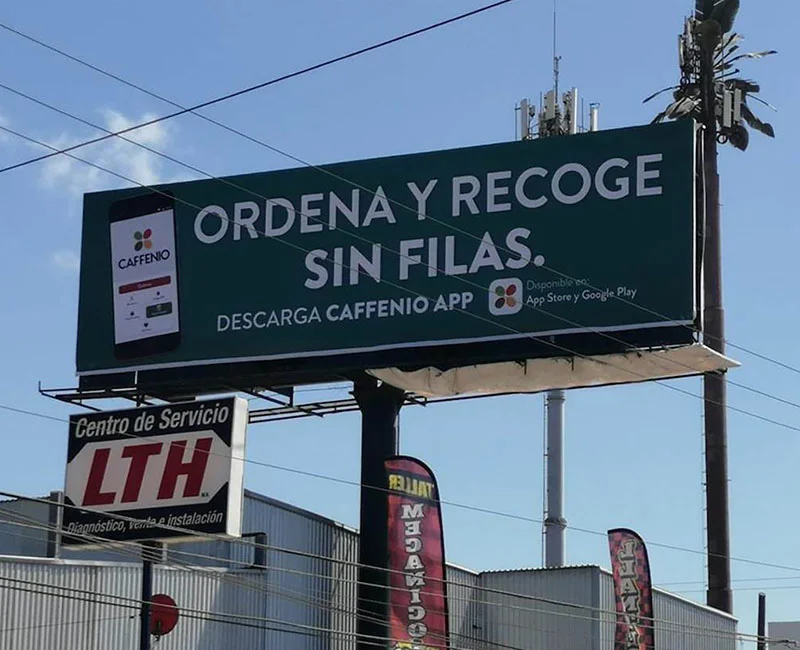 ORDENA Y RECOGE
SIN FILAS.
DESCARGA CAFFENIO APP
Disponible en:
App Store y Google Play
CAFFENIO
Centro de Servicio
LTH
Diagnóstico, venta e instalación
TALLER
MECANICO